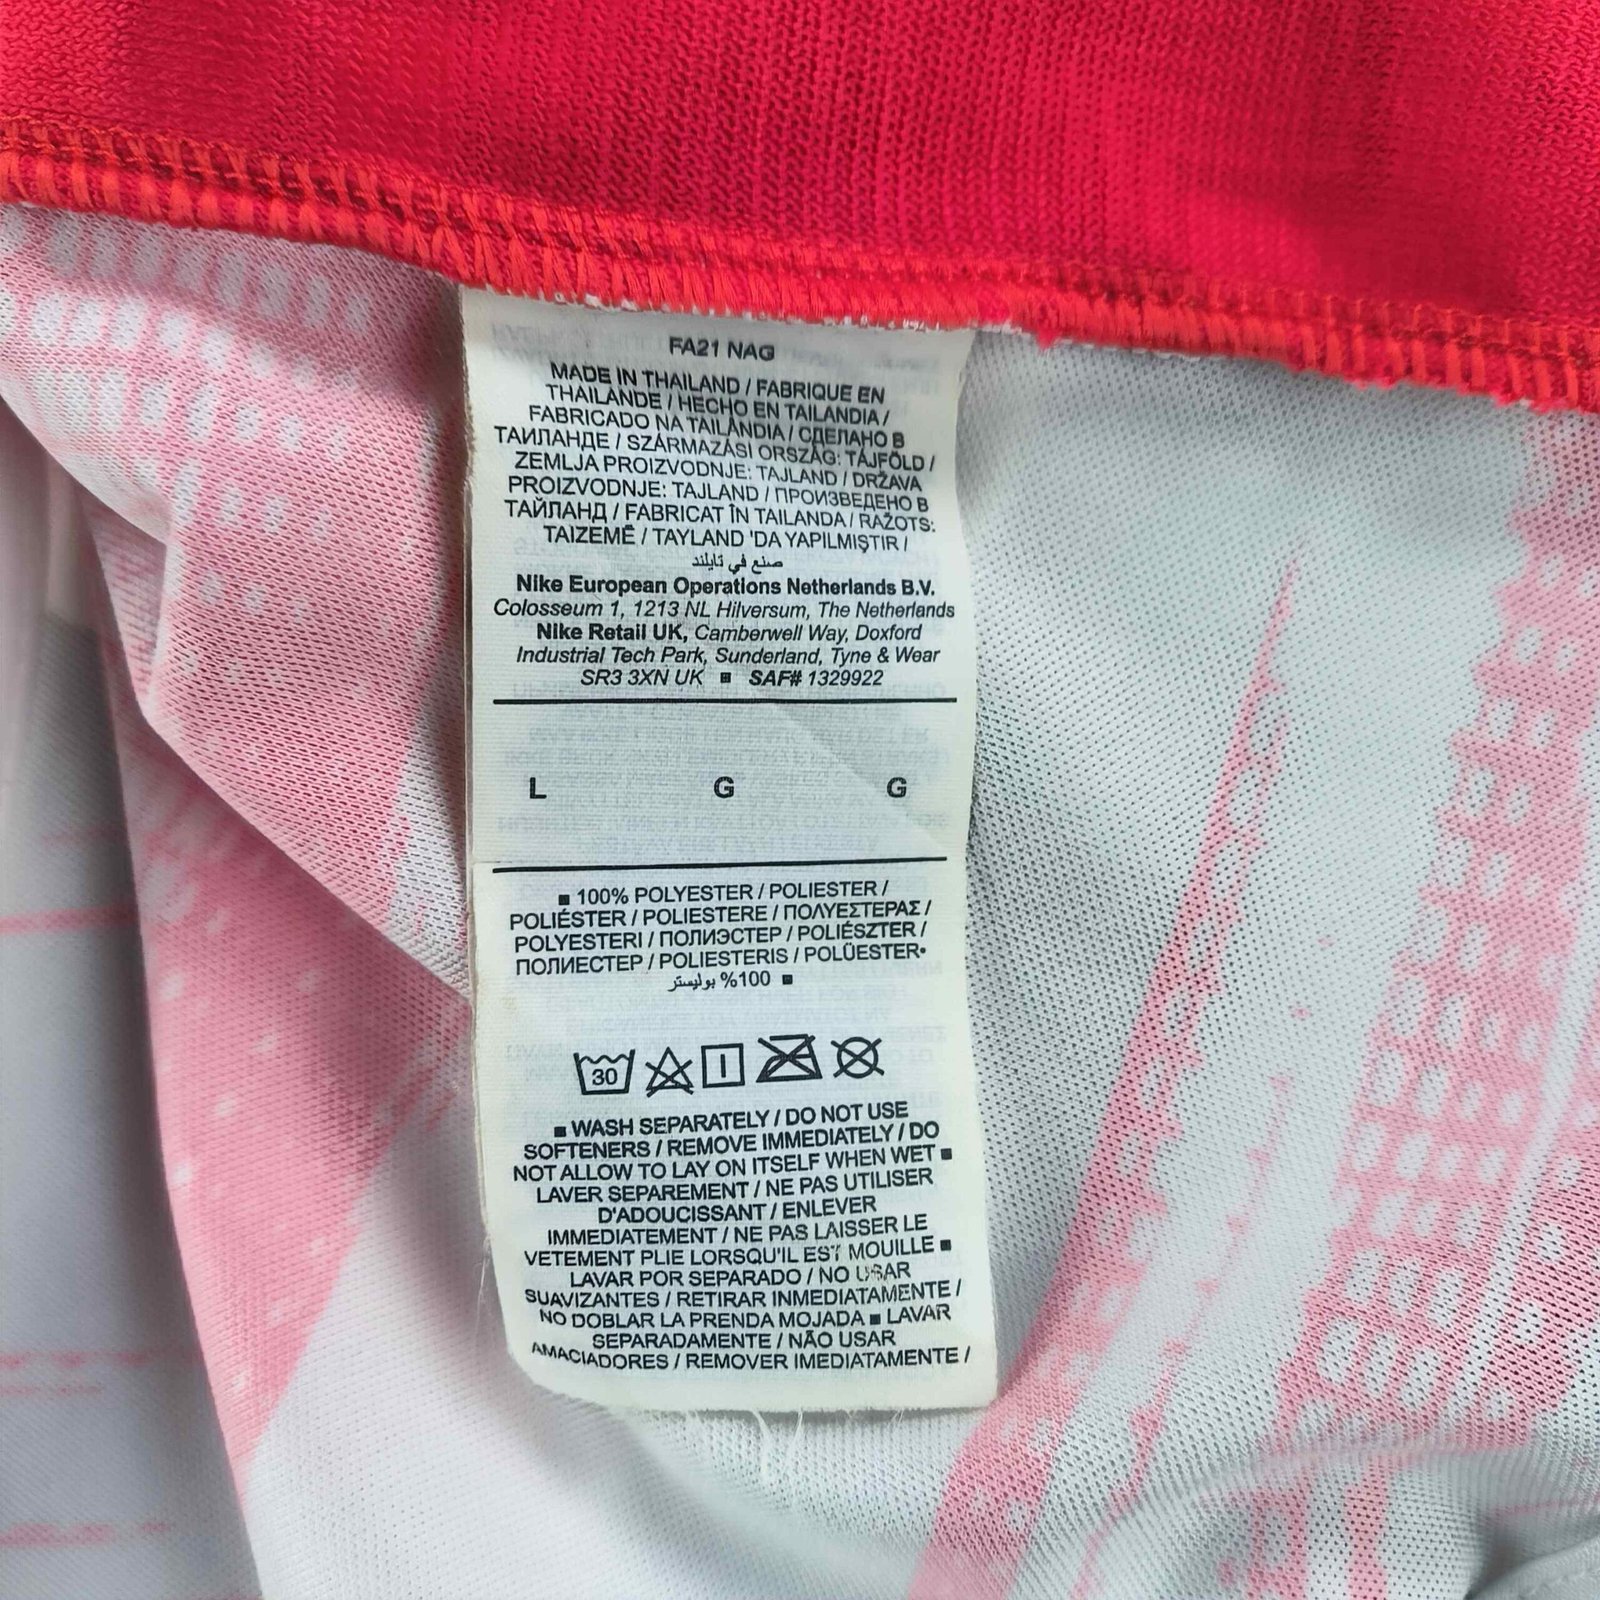 FA21 NAG
MADE IN THAILAND / FABRIQUE EN
THAILANDE / HECHO EN TAILANDIA /
FABRICADO NA TAILÂNDIA / СДЕЛАНО В
ТАИЛАНДЕ / SZÁRMAZÁSI ORSZÁG: TÁJFÖLD /
ZEMLJA PROIZVODNJE: TAJLAND / DRŽAVA
PROIZVODNJE: TAJLAND / ПРОИЗВЕДЕНО В
ТАЙЛАНД / FABRICAT ÎN TAILANDA / RAŽOTS:
TAIZEMĒ / TAYLAND 'DA YAPILMIŞTIR /
صنع في تايلند
Nike European Operations Netherlands B.V.
Colosseum 1, 1213 NL Hilversum, The Netherlands
Nike Retail UK, Camberwell Way, Doxford
Industrial Tech Park, Sunderland, Tyne & Wear
SR3 3XN UK ■ SAF# 1329922
L G G
■ 100% POLYESTER / POLIESTER /
POLIÉSTER / POLIESTERE / ΠΟΛΥΕΣΤΕΡΑΣ /
POLYESTERI / ПОЛИЭСТЕР / POLIÉSZTER /
ПОЛИЕСТЕР / POLIESTERIS / POLÜESTER•
100% بوليستر ■
30
■ WASH SEPARATELY / DO NOT USE
SOFTENERS / REMOVE IMMEDIATELY / DO
NOT ALLOW TO LAY ON ITSELF WHEN WET ■
LAVER SEPAREMENT / NE PAS UTILISER
D'ADOUCISSANT / ENLEVER
IMMEDIATEMENT / NE PAS LAISSER LE
VETEMENT PLIE LORSQU'IL EST MOUILLE ■
LAVAR POR SEPARADO / NO USAR
SUAVIZANTES / RETIRAR INMEDIATAMENTE /
NO DOBLAR LA PRENDA MOJADA ■ LAVAR
SEPARADAMENTE / NÃO USAR
AMACIADORES / REMOVER IMEDIATAMENTE /